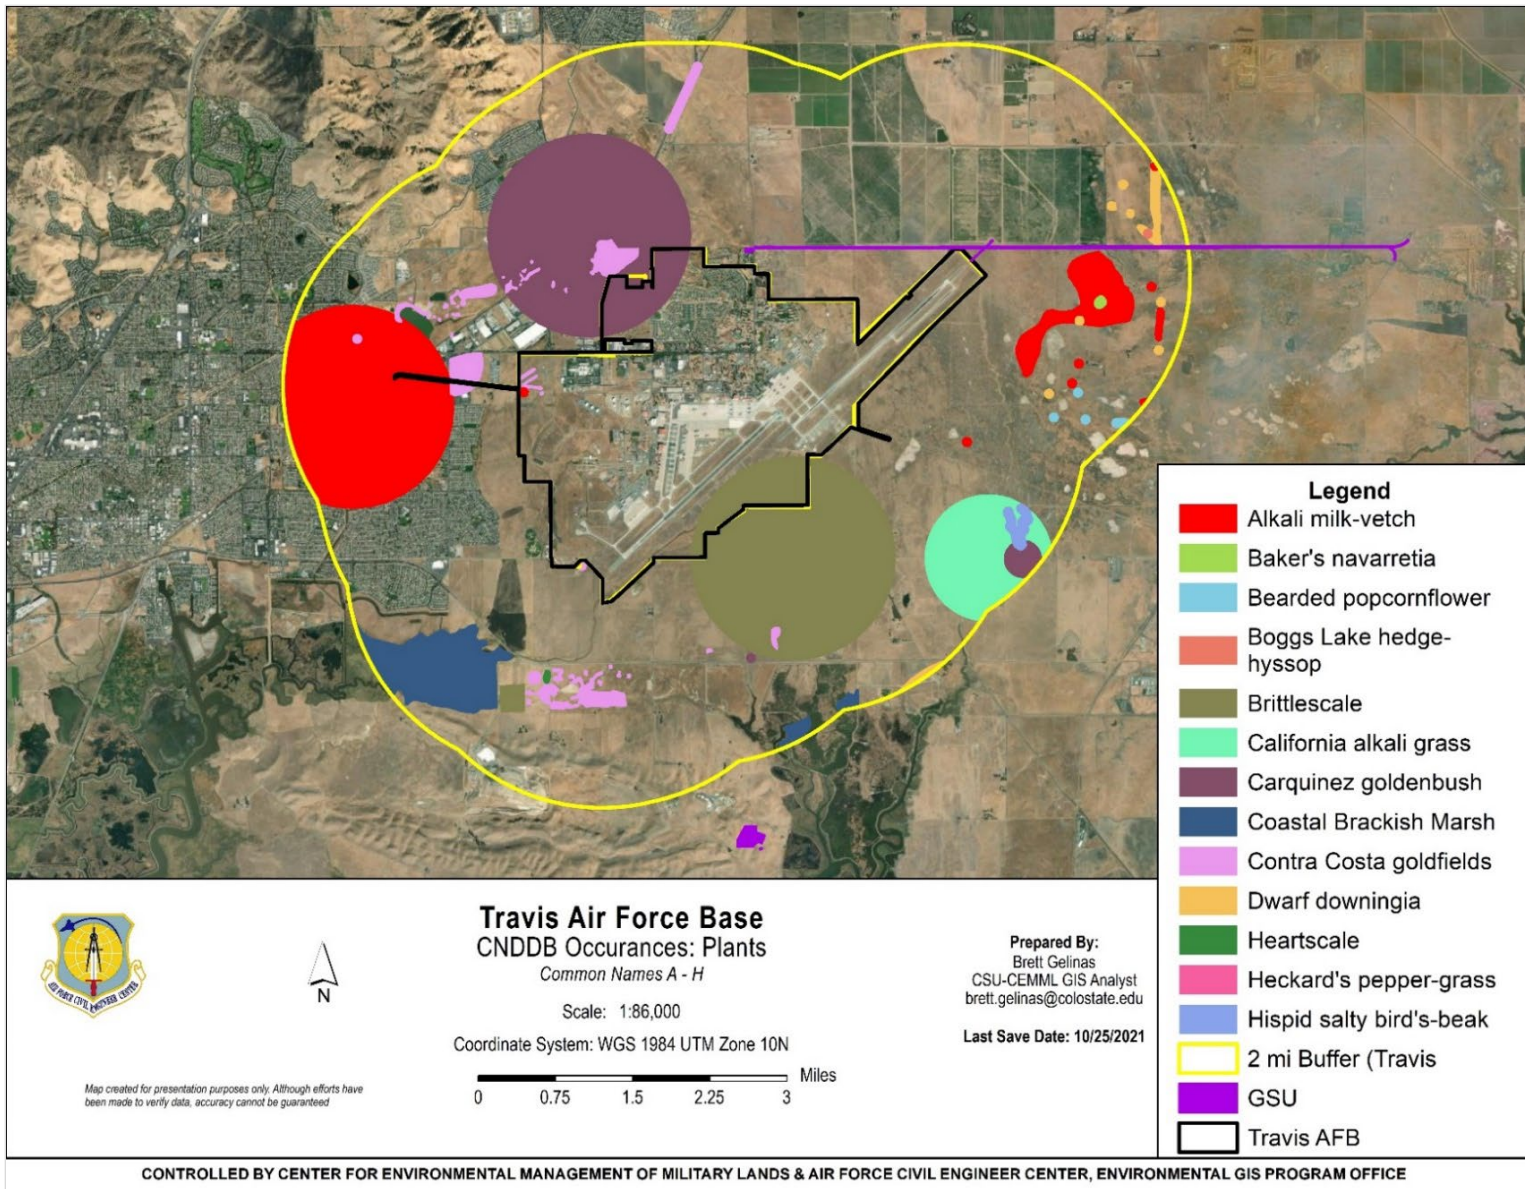 Legend
Alkali milk-vetch
Baker's navarretia
Bearded popcornflower
Boggs Lake hedge-
hyssop
Brittlescale
California alkali grass
Carquinez goldenbush
Coastal Brackish Marsh
Contra Costa goldfields
Dwarf downingia
Heartscale
Heckard's pepper-grass
Hispid salty bird's-beak
2 mi Buffer (Travis
GSU
Travis AFB
AIR FORCE CIVIL ENGINEER CENTER
N
Map created for presentation purposes only. Although efforts have
been made to verify data, accuracy cannot be guaranteed
Travis Air Force Base
CNDDB Occurances: Plants
Common Names A - H
Scale: 1:86,000
Coordinate System: WGS 1984 UTM Zone 10N
Miles
0 0.75 1.5 2.25 3
Prepared By:
Brett Gelinas
CSU-CEMML GIS Analyst
brett.gelinas@colostate.edu
Last Save Date: 10/25/2021
CONTROLLED BY CENTER FOR ENVIRONMENTAL MANAGEMENT OF MILITARY LANDS & AIR FORCE CIVIL ENGINEER CENTER, ENVIRONMENTAL GIS PROGRAM OFFICE